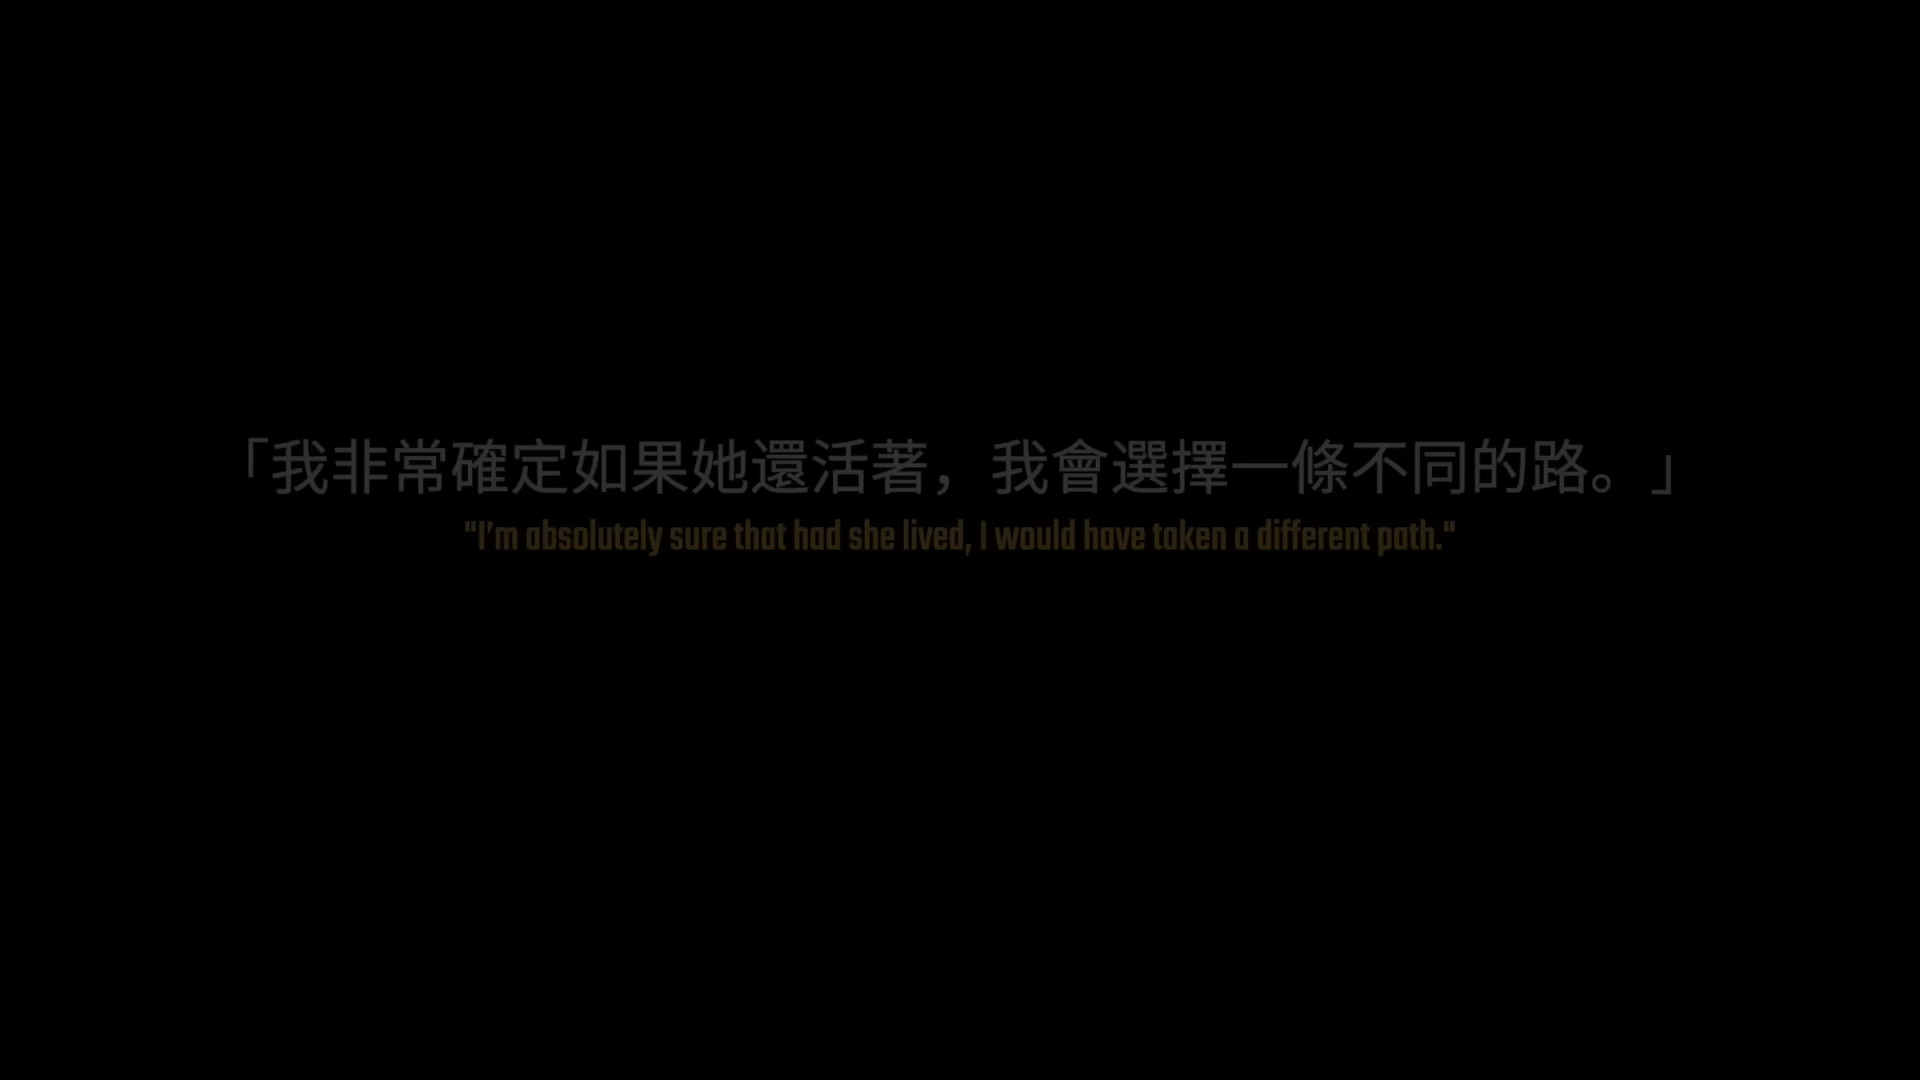 「我非常確定如果她還活著，我會選擇一條不同的路。」
"I’m absolutely sure that had she lived, I would have taken a different path."